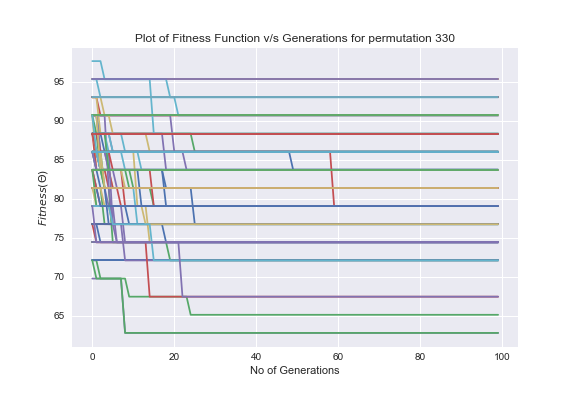 Plot of Fitness Function v/s Generations for permutation 330
95
90
85
80
75
70
65
Fitness(Θ)
0 20 40 60 80 100
No of Generations